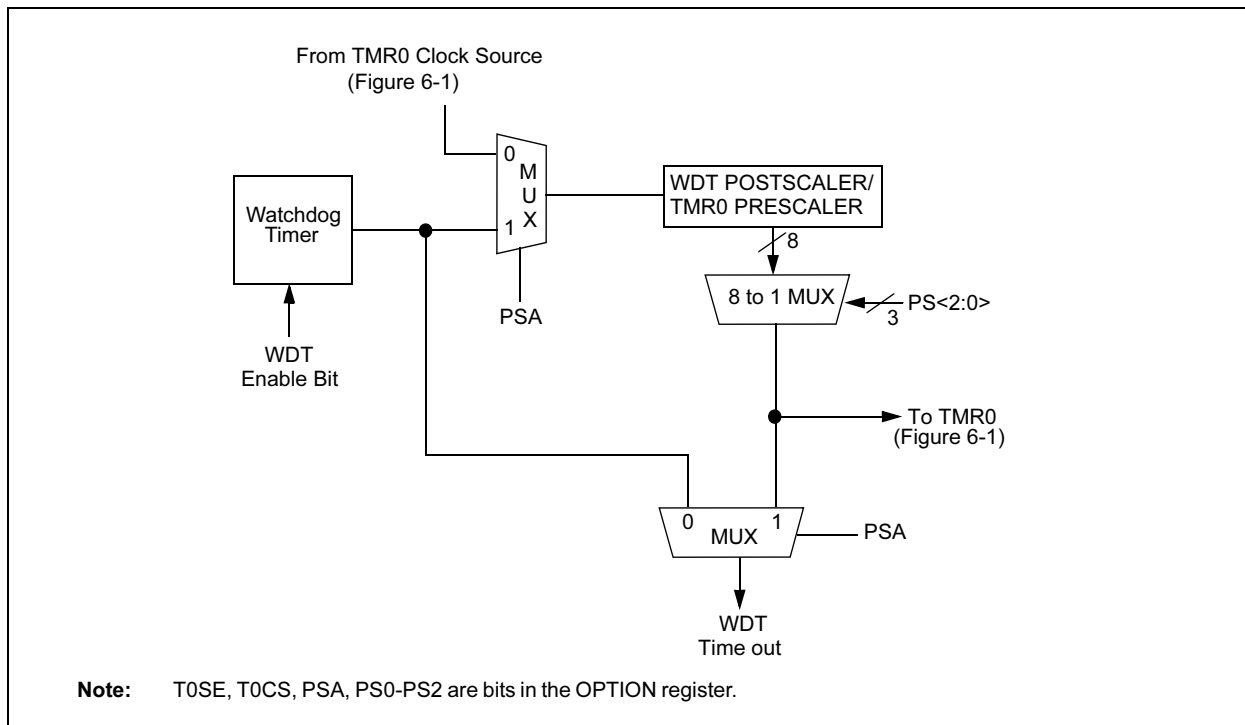 From TMR0 Clock Source
(Figure 6-1)
0
M
U
X
1
PSA
Watchdog
Timer
WDT
Enable Bit
WDT POSTSCALER/
TMR0 PRESCALER
8
8 to 1 MUX
PS<2:0>
3
To TMR0
(Figure 6-1)
0
1
MUX
PSA
WDT
Time out
Note: T0SE, T0CS, PSA, PS0-PS2 are bits in the OPTION register.